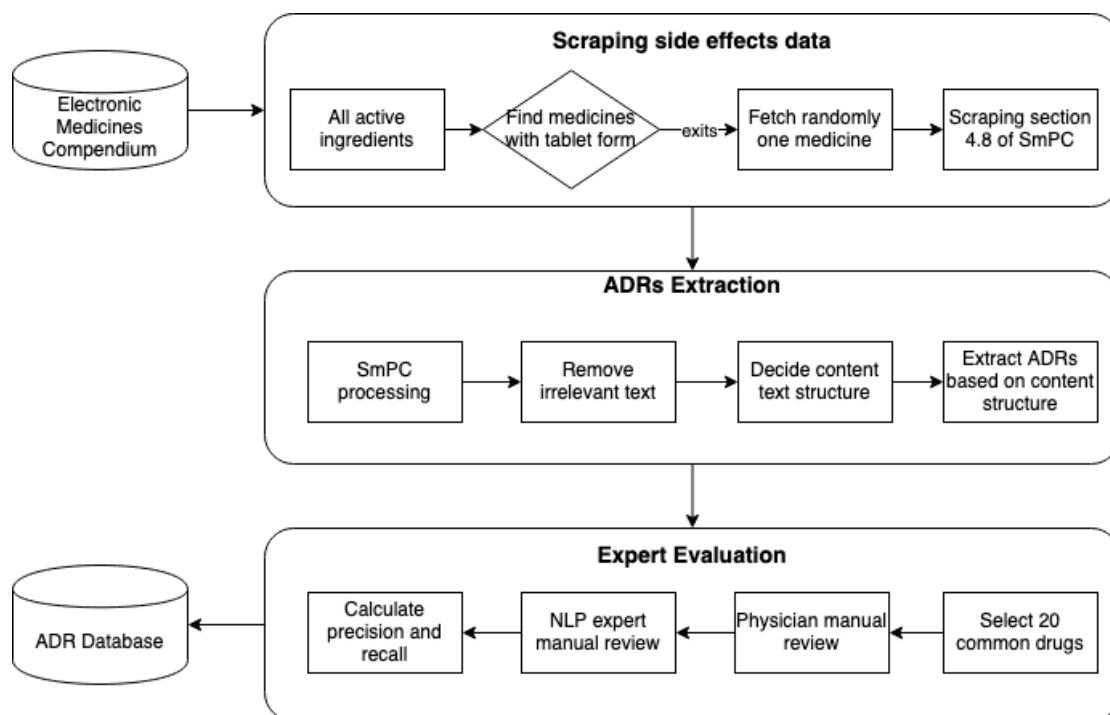 Scraping side effects data
Electronic
Medicines
Compendium
All active
ingredients
Find medicines
with tablet form
exits
Fetch randomly
one medicine
Scraping section
4.8 of SmPC
ADRs Extraction
SmPC
processing
Remove
irrelevant text
Decide content
text structure
Extract ADRs
based on content
structure
Expert Evaluation
ADR Database
Calculate
precision and
recall
NLP expert
manual review
Physician manual
review
Select 20
common drugs